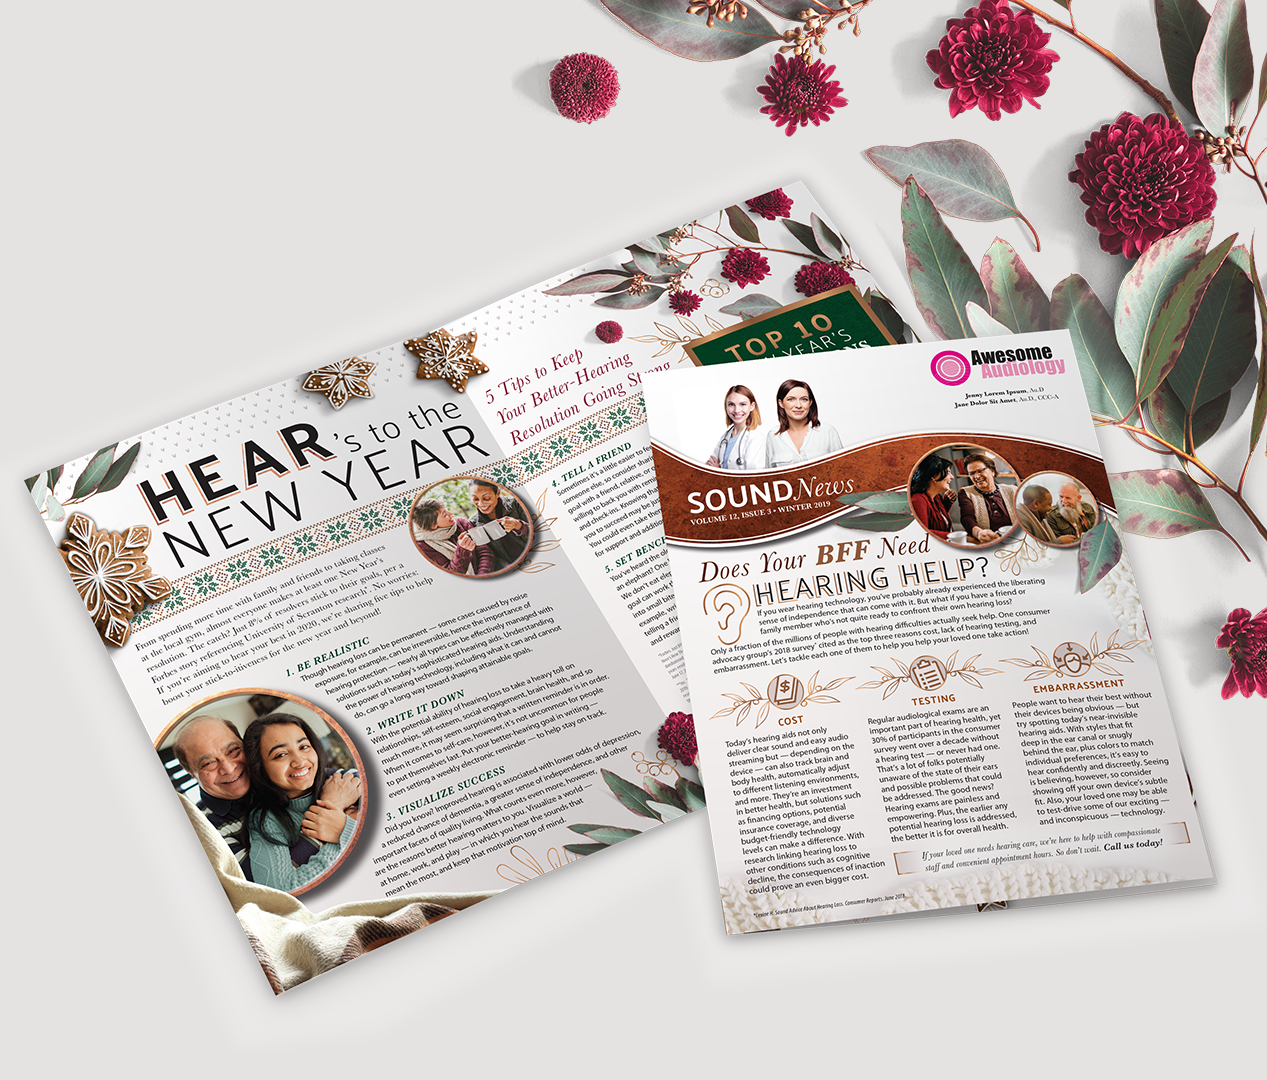 HEAR's to the
NEW YEAR
From spending more time with family and friends to taking classes
at the local gym, almost everyone makes at least one New Year's
resolution. The catch? Just 8% of resolvers stick to their goals, per a
Forbes story referencing University of Scranton research. No worries:
If you're aiming to hear your best in 2020, we're sharing five tips to help
boost your stick-to-itiveness for the new year and beyond!
1. BE REALISTIC
Though hearing loss can be permanent — some cases caused by noise
exposure, for example, can be irreversible, hence the importance of
hearing protection — nearly all types can be effectively managed with
solutions such as today's sophisticated hearing aids. Understanding
the power of hearing technology, including what it can and cannot
do, can go a long way toward shaping attainable goals.
2. WRITE IT DOWN
With the potential ability of hearing loss to take a heavy toll on
relationships, self-esteem, social engagement, brain health, and so
much more, it may seem surprising that a written reminder is in order.
When it comes to self-care, however, it's not uncommon for people
to put themselves last. Put your better-hearing goal in writing —
even setting a weekly electronic reminder — to help stay on track.
3. VISUALIZE SUCCESS
Did you know? Improved hearing is associated with lower odds of depression,
a reduced chance of dementia, a greater sense of independence, and other
important facets of quality living. What counts even more, however,
are the reasons better hearing matters to you. Visualize a world —
at home, work, and play — in which you hear the sounds that
mean the most, and keep that motivation top of mind.
5 Tips to Keep
Your Better-Hearing
Resolution Going Strong
4. TELL A FRIEND
Sometimes it's a little easier to
someone else, so consider
goal with a friend, relative, or
willing to back you with
and check-ins. Knowing that
you to succeed may be
You could even take
for support and
5. SET
You've heard the
an elephant! One
We don't eat
goal can work
into small
example,
telling a
and
TOP 10
YEAR'S
Awesome
Audiology
Jenny Lorem Ipsum, Au.D
Jane Dolor Sit Amet, Au.D., CCC-A
SOUND News
VOLUME 12, ISSUE 3 • WINTER 2019
Does Your BFF Need
HEARING HELP?
If you wear hearing technology, you've probably already experienced the liberating
sense of independence that can come with it. But what if you have a friend or
family member who's not quite ready to confront their own hearing loss?
Only a fraction of the millions of people with hearing difficulties actually seek help. One consumer
advocacy group's 2018 survey* cited as the top three reasons cost, lack of hearing testing, and
embarrassment. Let's tackle each one of them to help you help your loved one take action!
COST
Today's hearing aids not only
deliver clear sound and easy audio
streaming but — depending on the
device — can also track brain and
body health, automatically adjust
to different listening environments,
and more. They're an investment
in better health, but solutions such
as financing options, potential
insurance coverage, and diverse
budget-friendly technology
levels can make a difference. With
research linking hearing loss to
other conditions such as cognitive
decline, the consequences of inaction
could prove an even bigger cost.
TESTING
Regular audiological exams are an
important part of hearing health, yet
30% of participants in the consumer
survey went over a decade without
a hearing test — or never had one.
That's a lot of folks potentially
unaware of the state of their ears
and possible problems that could
be addressed. The good news?
Hearing exams are painless and
empowering. Plus, the earlier any
potential hearing loss is addressed,
the better it is for overall health.
EMBARRASSMENT
People want to hear their best without
their devices being obvious — but
try spotting today's near-invisible
hearing aids. With styles that fit
deep in the ear canal or snugly
behind the ear, plus colors to match
individual preferences, it's easy to
hear confidently and discreetly. Seeing
is believing, however, so consider
showing off your own device's subtle
fit. Also, your loved one may be able
to test-drive some of our exciting —
and inconspicuous — technology.
If your loved one needs hearing care, we're here to help with compassionate
staff and convenient appointment hours. So don't wait. Call us today!
Sound Advice About Hearing Loss. Consumer Reports. June 2018.